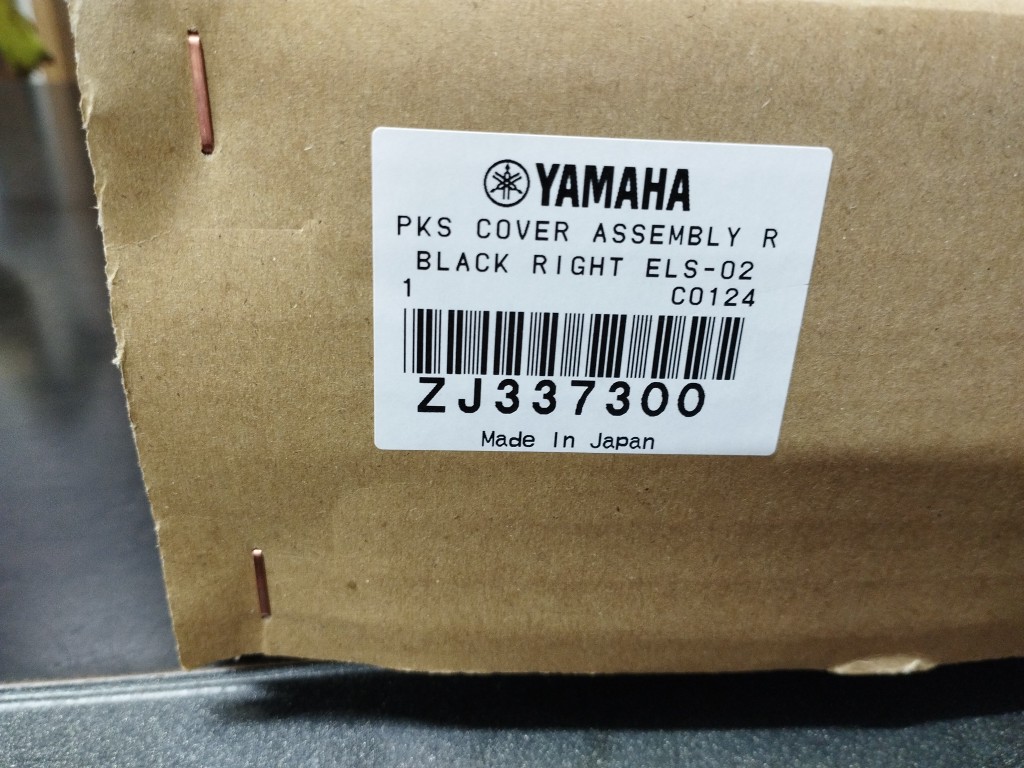 YAMAHA
PKS COVER ASSEMBLY R
BLACK RIGHT ELS-02
1 C0124
ZJ337300
Made In Japan